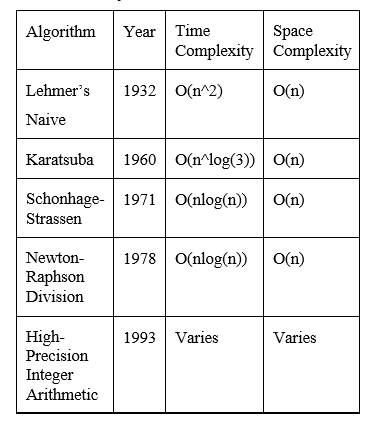 Algorithm Year Time Complexity Space Complexity
Lehmer's Naive 1932 O(n^2) O(n)
Karatsuba 1960 O(n^log(3)) O(n)
Schonhage-Strassen 1971 O(nlog(n)) O(n)
Newton-Raphson Division 1978 O(nlog(n)) O(n)
High-Precision Integer Arithmetic 1993 Varies Varies